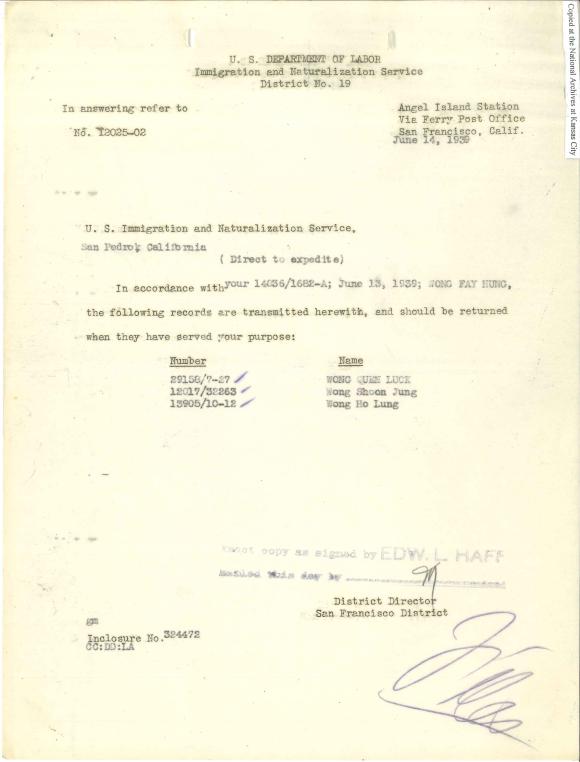 Copied at the National Archives at Kansas City
U. S. DEPARTMENT OF LABOR
Immigration and Naturalization Service
District No. 19
In answering refer to
No. 12025-02
Angel Island Station
Via Ferry Post Office
San Francisco, Calif.
June 14, 1939
U. S. Immigration and Naturalization Service,
San Pedro, California
( Direct to expedite)
In accordance with your 14036/1682-A; June 13, 1939; WONG FAY HUNG,
the following records are transmitted herewith, and should be returned
when they have served your purpose:
Number Name
29158/7-27 WONG QUEN LUCK
12017/32263 Wong Shoon Jung
13905/10-12 Wong Ho Lung
Exact copy as signed by EDW. L. HAFF
Mailed this day by
District Director
San Francisco District
gm
Inclosure No. 324472
CC:DD:LA